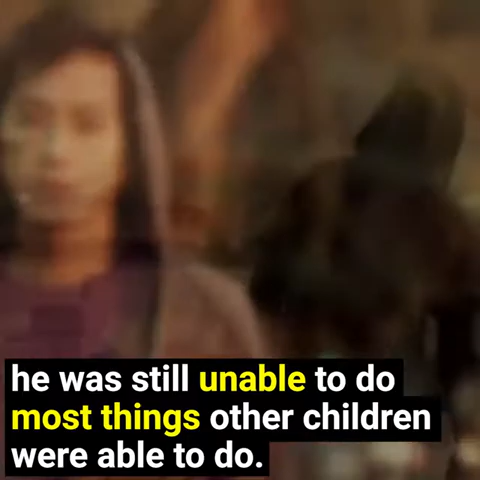 he was still unable to do
most things other children
were able to do.